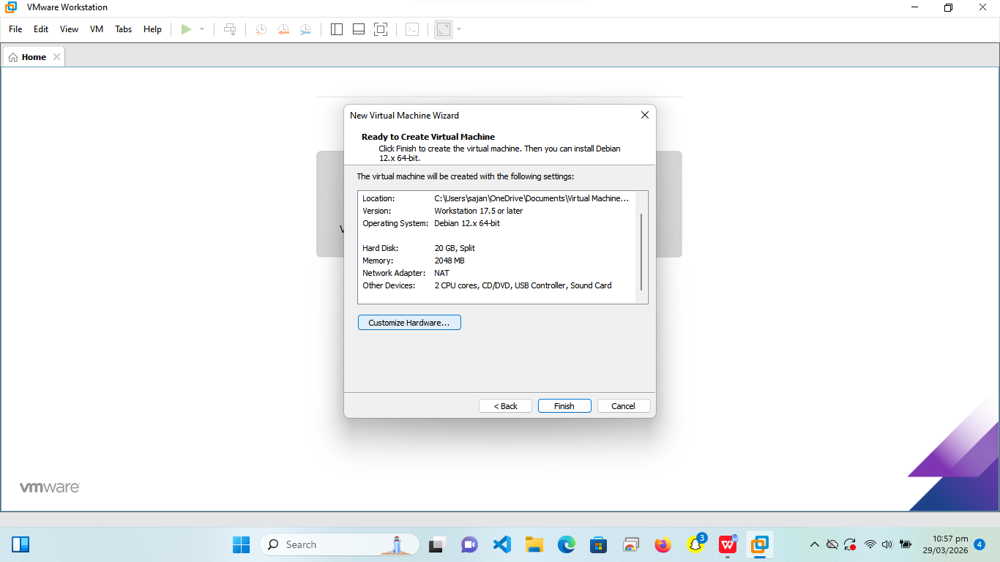 VMware Workstation
File Edit View VM Tabs Help
Home
New Virtual Machine Wizard
Ready to Create Virtual Machine
Click Finish to create the virtual machine. Then you can install Debian
12.x 64-bit.
The virtual machine will be created with the following settings:
Location: C:\Users\sajan\OneDrive\Documents\Virtual Machine...
Version: Workstation 17.5 or later
Operating System: Debian 12.x 64-bit
Hard Disk: 20 GB, Split
Memory: 2048 MB
Network Adapter: NAT
Other Devices: 2 CPU cores, CD/DVD, USB Controller, Sound Card
Customize Hardware...
< Back Finish Cancel
vmware
Search
3
10:57 pm
29/03/2026
4